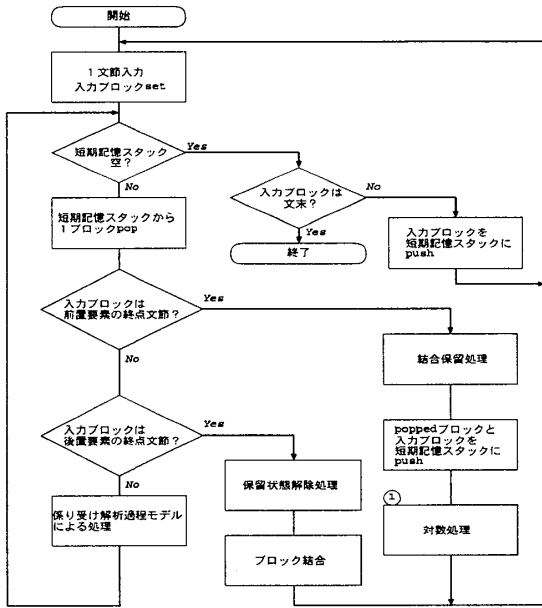 開始
1文節入力
入力ブロックset
短期記憶スタック
空？
Yes
No
入力ブロックは
文末？
No
Yes
終了
入力ブロックを
短期記憶スタックに
push
短期記憶スタックから
1ブロックpop
入力ブロックは
前置要素の終点文節？
Yes
No
結合保留処理
poppedブロックと
入力ブロックを
短期記憶スタックに
push
①
対数処理
入力ブロックは
後置要素の終点文節？
Yes
No
保留状態解除処理
ブロック結合
係り受け解析過程モデル
による処理